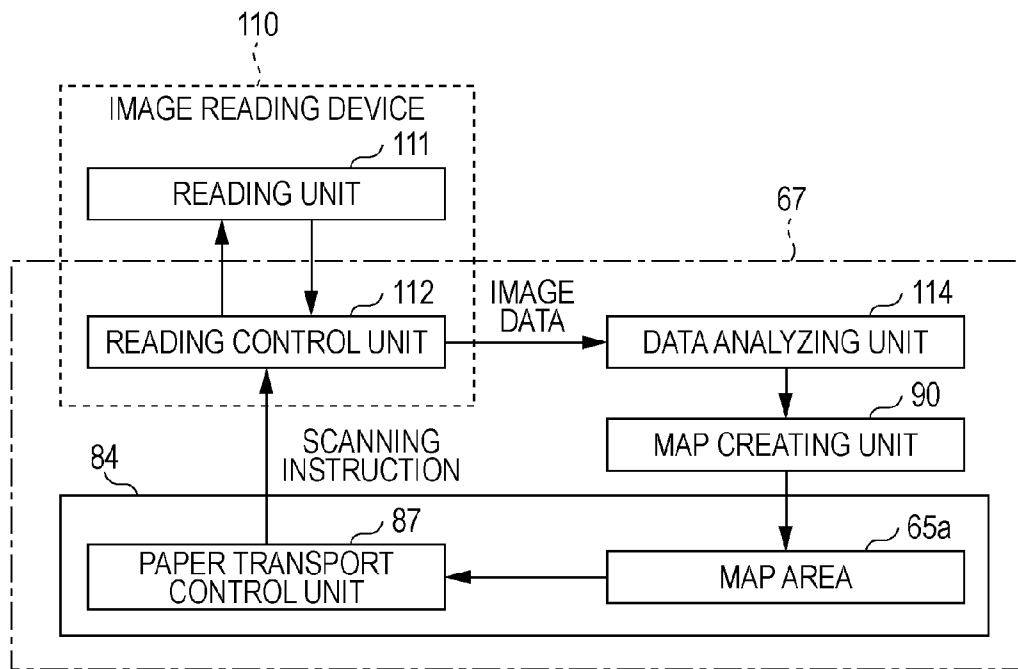 110
IMAGE READING DEVICE
111
READING UNIT
67
112
READING CONTROL UNIT
IMAGE
DATA
114
DATA ANALYZING UNIT
90
MAP CREATING UNIT
SCANNING
INSTRUCTION
84
87
PAPER TRANSPORT
CONTROL UNIT
65a
MAP AREA